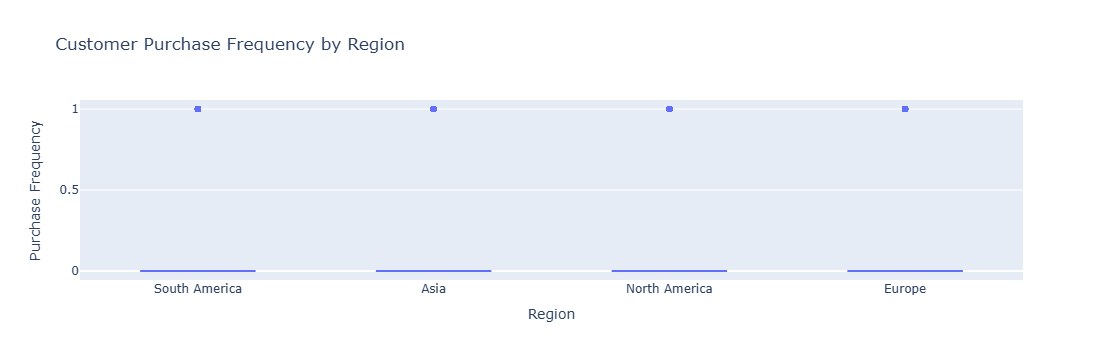 Customer Purchase Frequency by Region
Purchase Frequency
1
0.5
0
South America
Asia
North America
Europe
Region